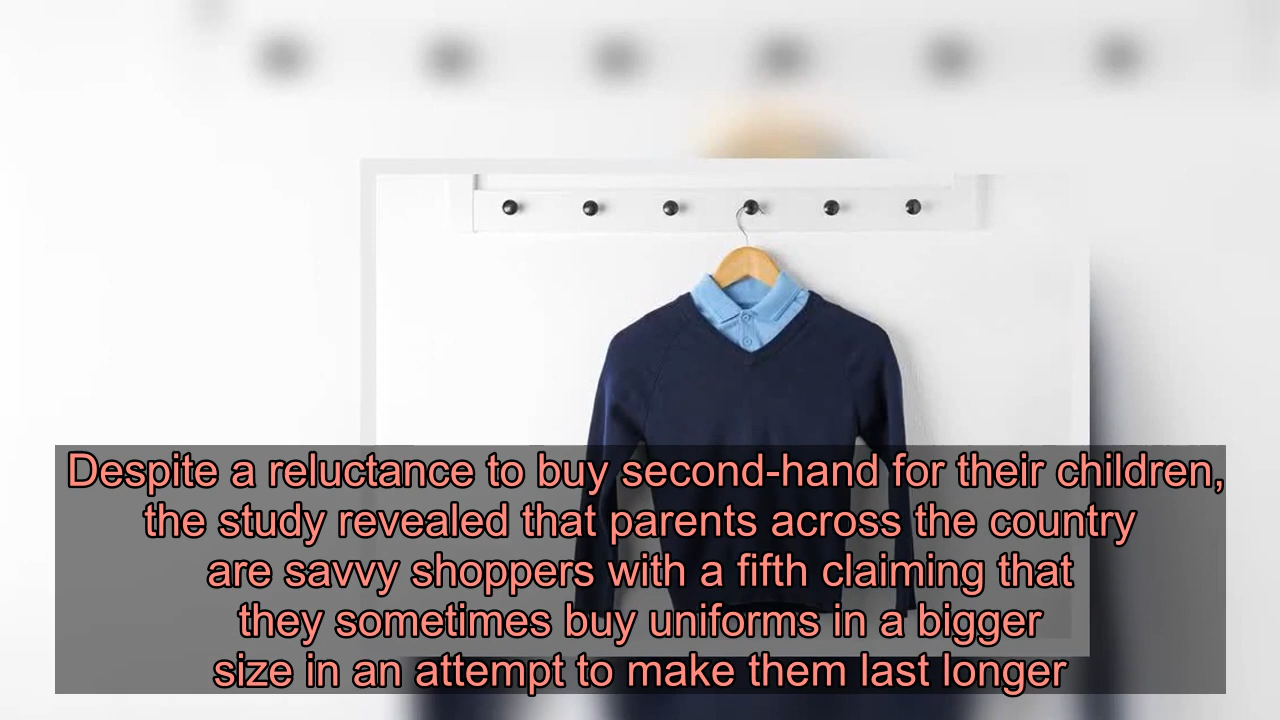 Despite a reluctance to buy second-hand for their children,
the study revealed that parents across the country
are savvy shoppers with a fifth claiming that
they sometimes buy uniforms in a bigger
size in an attempt to make them last longer